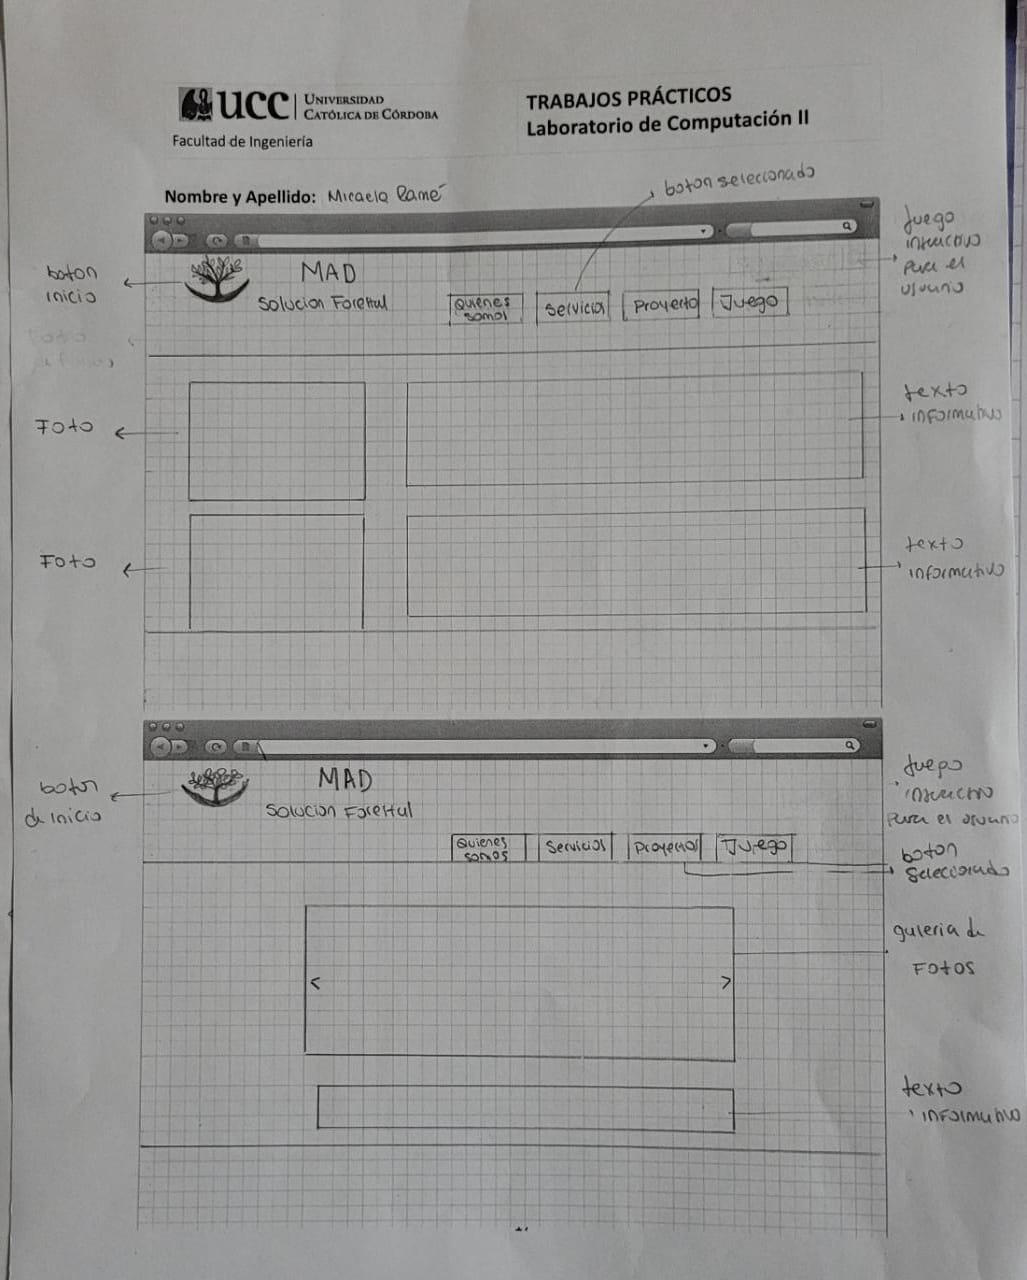 UCC UNIVERSIDAD
CATÓLICA DE CÓRDOBA
Facultad de Ingeniería
TRABAJOS PRÁCTICOS
Laboratorio de Computación II
Nombre y Apellido: Micaela Ramé
boton seleccionado
boton
inicio
MAD
Solucion Forestal
Quienes
somos
Servicios
Proyecto
Juego
Juego
interactivo
Para el
usuario
Foto
texto
informativo
Foto
texto
informativo
boton
de inicio
MAD
Solucion Forestal
Quienes
somos
Servicios
Proyectos
Juego
Juego
interactivo
Para el usuario
boton
Seleccionado
<
>
galeria de
Fotos
texto
informativo